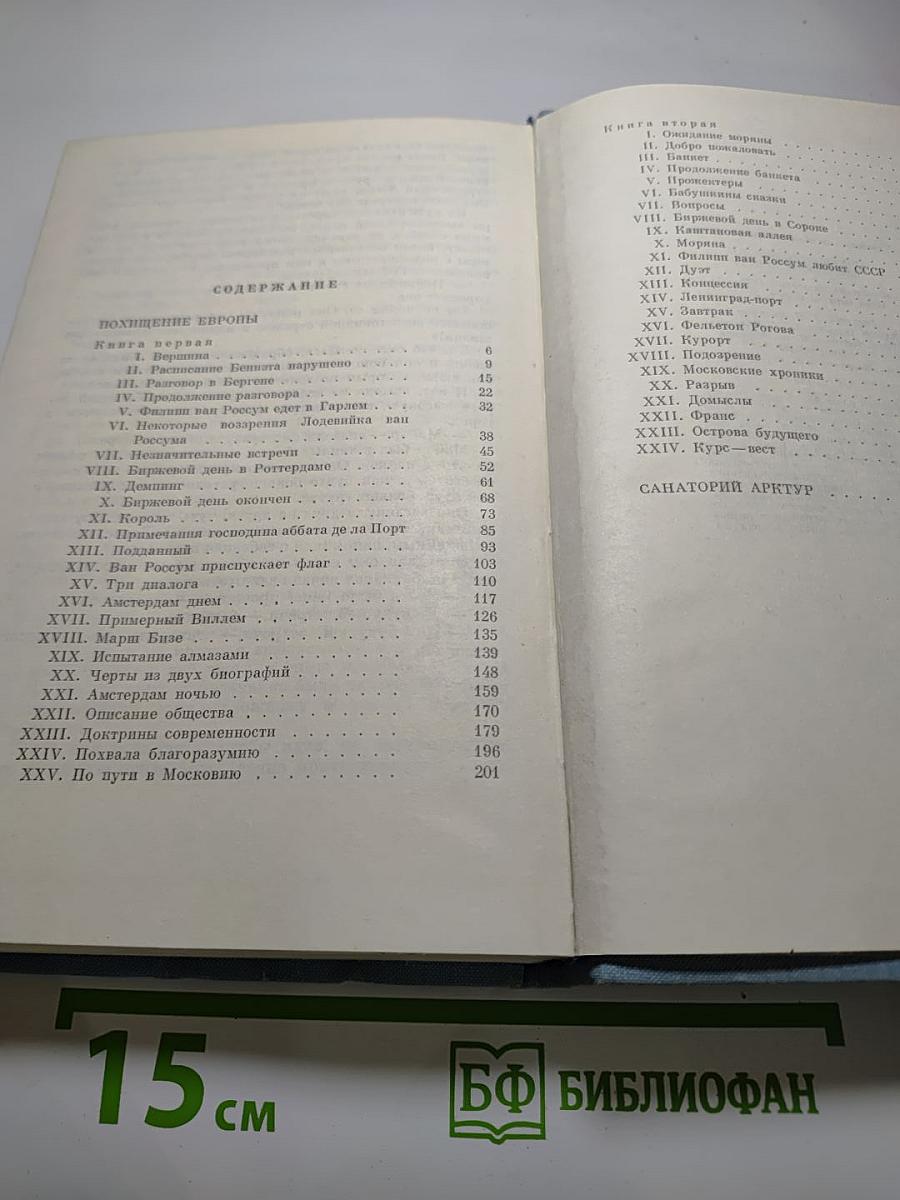 СОДЕРЖАНИЕ
ПОХИЩЕНИЕ ЕВРОПЫ
Книга первая
I. Вершина . . . . . . . . . . . . . . 6
II. Расписание Беннэта нарушено . . . . . 9
III. Разговор в Бергене . . . . . . . . . . 15
IV. Продолжение разговора . . . . . . . . 22
V. Филипп ван Россум едет в Гарлем . . . 32
VI. Некоторые воззрения Лодевийка ван
Россума . . . . . . . . . . . . . . 38
VII. Незначительные встречи . . . . . . . 45
VIII. Биржевой день в Роттердаме . . . . . 52
IX. Демпинг . . . . . . . . . . . . . . 61
X. Биржевой день окончен . . . . . . . . 68
XI. Король . . . . . . . . . . . . . . . 73
XII. Примечания господина аббата де ла Порт 85
XIII. Подданный . . . . . . . . . . . . . 93
XIV. Ван Россум приспускает флаг . . . . . 103
XV. Три диалога . . . . . . . . . . . . 110
XVI. Амстердам днем . . . . . . . . . . . 117
XVII. Примерный Виллем . . . . . . . . . 126
XVIII. Марш Бизе . . . . . . . . . . . . . 135
XIX. Испытание алмазами . . . . . . . . 139
XX. Черты из двух биографий . . . . . . . 148
XXI. Амстердам ночью . . . . . . . . . . 159
XXII. Описание общества . . . . . . . . . 170
XXIII. Доктрины современности . . . . . . . 179
XXIV. Похвала благоразумию . . . . . . . . 196
XXV. По пути в Московию . . . . . . . . . 201
Книга вторая
I. Ожидание моряны . . . . . . . .
II. Добро пожаловать . . . . . . . .
III. Банкет . . . . . . . . . . . .
IV. Продолжение банкета . . . . . .
V. Прожектеры . . . . . . . . . .
VI. Бабушкины сказки . . . . . . .
VII. Вопросы . . . . . . . . . . .
VIII. Биржевой день в Сороке . . . . .
IX. Каштановая аллея . . . . . . .
X. Моряна . . . . . . . . . . . .
XI. Филипп ван Россум любит СССР
XII. Дуэт . . . . . . . . . . . . .
XIII. Концессия . . . . . . . . . .
XIV. Ленинград-порт . . . . . . . .
XV. Завтрак . . . . . . . . . . .
XVI. Фельетон Рогова . . . . . . .
XVII. Курорт . . . . . . . . . . .
XVIII. Подозрение . . . . . . . . .
XIX. Московские хроники . . . . . .
XX. Разрыв . . . . . . . . . . .
XXI. Домыслы . . . . . . . . . .
XXII. Франс . . . . . . . . . . .
XXIII. Острова будущего . . . . . .
XXIV. Курс — вест . . . . . . . .
САНАТОРИЙ АРКТУР . . . . .
15 см
БФ БИБЛИОФАН